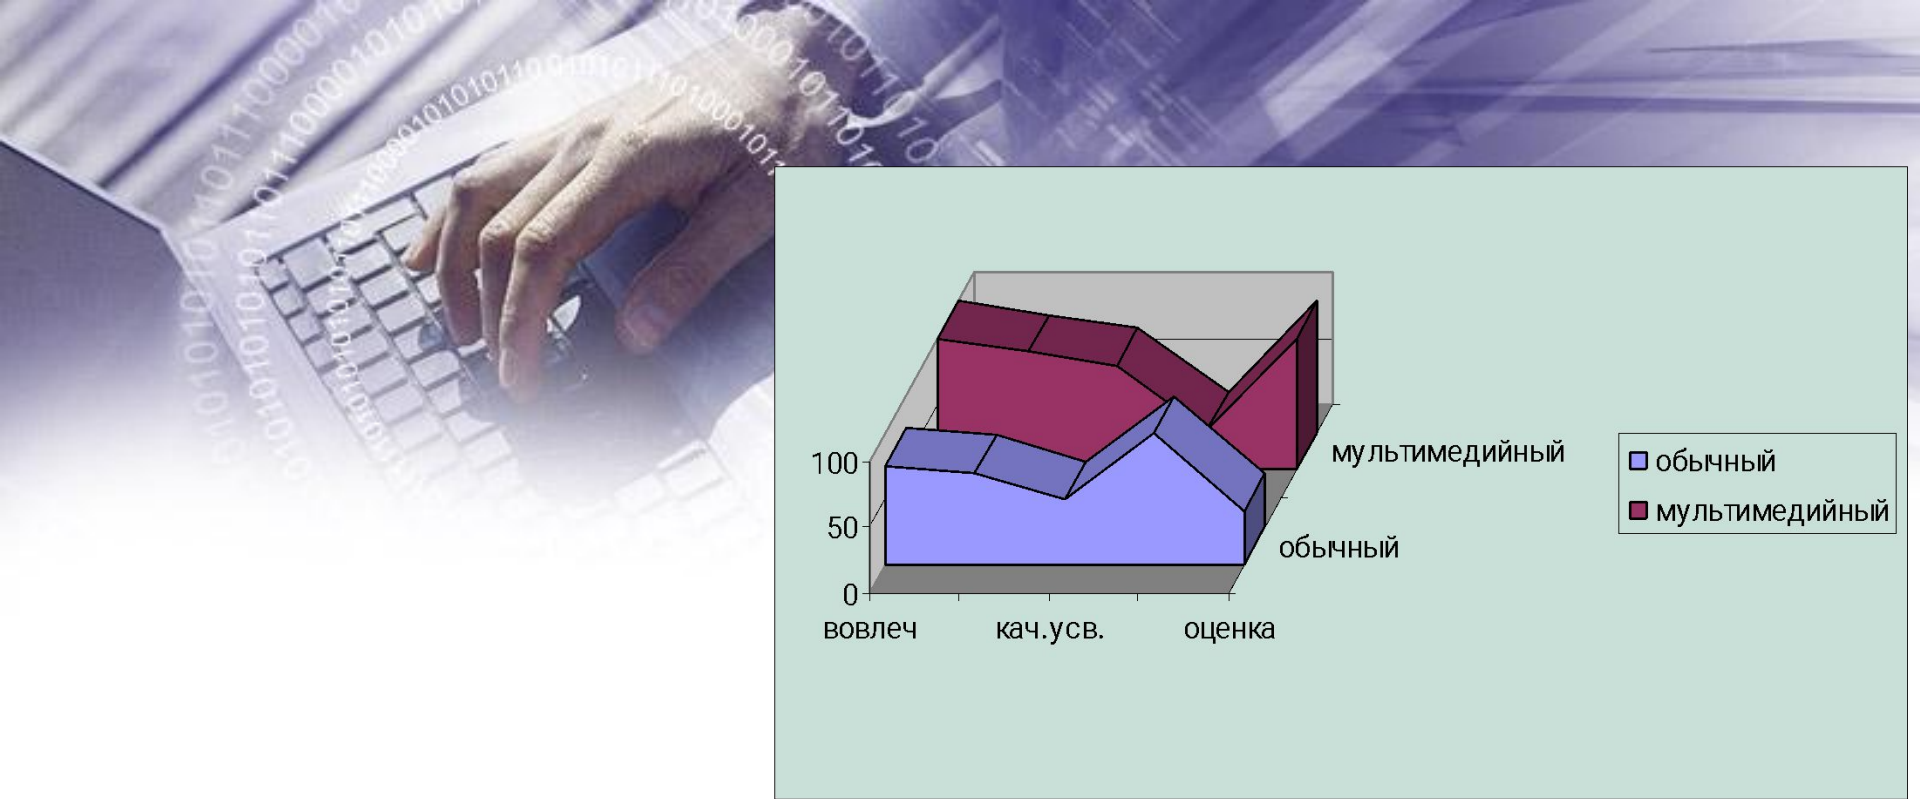 100
50
0
вовлеч
кач.усв.
оценка
мультимедийный
обычный
обычный
мультимедийный